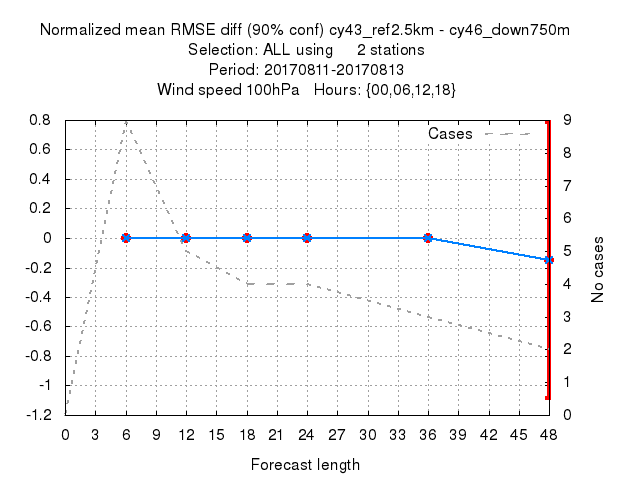 Normalized mean RMSE diff (90% conf) cy43_ref2.5km - cy46_down750m
Selection: ALL using 2 stations
Period: 20170811-20170813
Wind speed 100hPa Hours: {00,06,12,18}
Cases
0.8
0.6
0.4
0.2
0
-0.2
-0.4
-0.6
-0.8
-1
-1.2
9
8
7
6
5
4
3
2
1
0
No cases
0 3 6 9 12 15 18 21 24 27 30 33 36 39 42 45 48
Forecast length